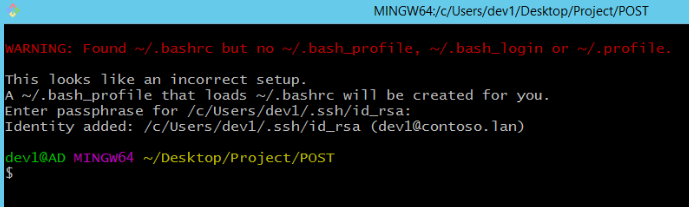 MINGW64:/c/Users/dev1/Desktop/Project/POST
WARNING: Found ~/.bashrc but no ~/.bash_profile, ~/.bash_login or ~/.profile.
This looks like an incorrect setup.
A ~/.bash_profile that loads ~/.bashrc will be created for you.
Enter passphrase for /c/Users/dev1/.ssh/id_rsa:
Identity added: /c/Users/dev1/.ssh/id_rsa (dev1@contoso.lan)
dev1@AD MINGW64 ~/Desktop/Project/POST
$